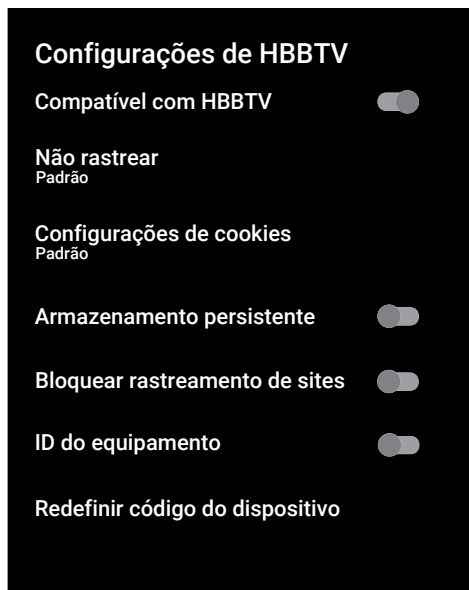 Configurações de HBBTV
Compatível com HBBTV
Não rastrear
Padrão
Configurações de cookies
Padrão
Armazenamento persistente
Bloquear rastreamento de sites
ID do equipamento
Redefinir código do dispositivo